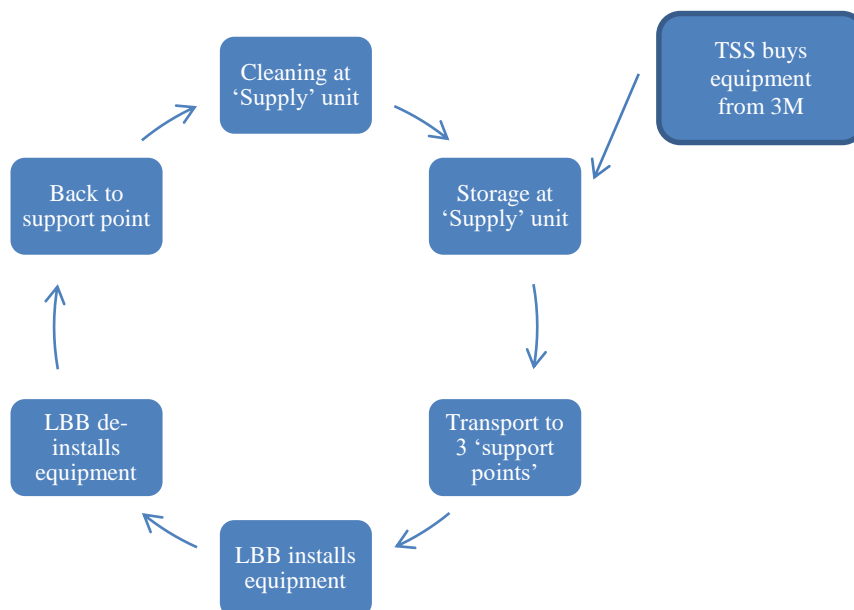 TSS buys
equipment
from 3M
Cleaning at
‘Supply’ unit
Storage at
‘Supply’ unit
Transport to
3 ‘support
points’
LBB installs
equipment
LBB de-
installs
equipment
Back to
support point